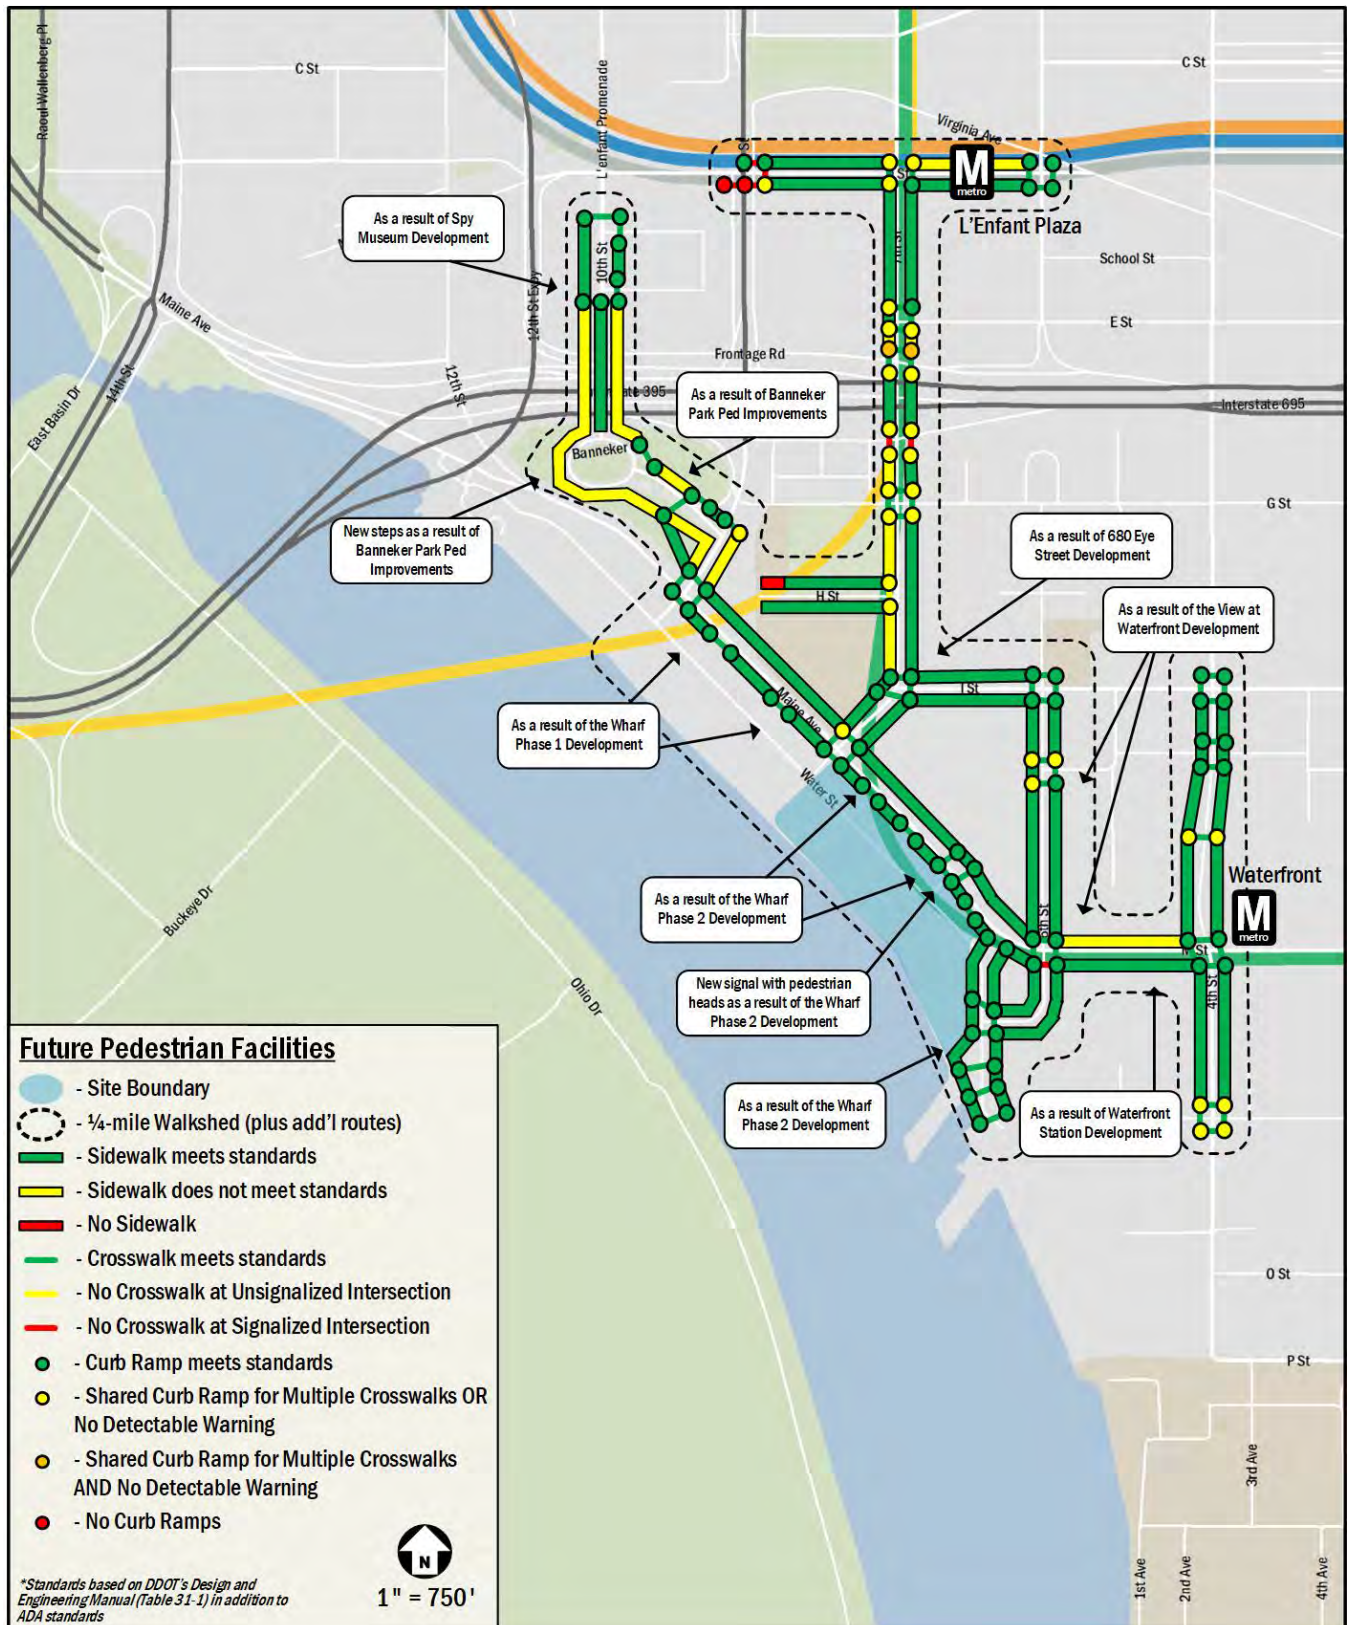 Raoul Wallenberg Pl
C St
L'enfant Promenade
C St
Virginia Ave
St
St
M
metro
L'Enfant Plaza
As a result of Spy
Museum Development
10th St
7th St
School St
12th St Expy
Maine Ave
E St
Frontage Rd
14th St
12th St
East Basin Dr
As a result of Banneker
Park Ped Improvements
Interstate 695
Banneker
G St
New steps as a result of
Banneker Park Ped
Improvements
As a result of 680 Eye
Street Development
H St
As a result of the View at
Waterfront Development
I St
As a result of the Wharf
Phase 1 Development
Maine Ave
Water St
As a result of the Wharf
Phase 2 Development
Waterfront
M
metro
Buckeye Dr
6th St
New signal with pedestrian
heads as a result of the Wharf
Phase 2 Development
Ohio Dr
4th St
As a result of the Wharf
Phase 2 Development
As a result of Waterfront
Station Development
Future Pedestrian Facilities
- Site Boundary
- ¼-mile Walkshed (plus add'l routes)
- Sidewalk meets standards
- Sidewalk does not meet standards
- No Sidewalk
- Crosswalk meets standards
- No Crosswalk at Unsignalized Intersection
- No Crosswalk at Signalized Intersection
- Curb Ramp meets standards
- Shared Curb Ramp for Multiple Crosswalks OR
No Detectable Warning
- Shared Curb Ramp for Multiple Crosswalks
AND No Detectable Warning
- No Curb Ramps
N
1" = 750'
*Standards based on DDOT's Design and
Engineering Manual (Table 31-1) in addition to
ADA standards
O St
P St
3rd Ave
1st Ave
2nd Ave
4th Ave